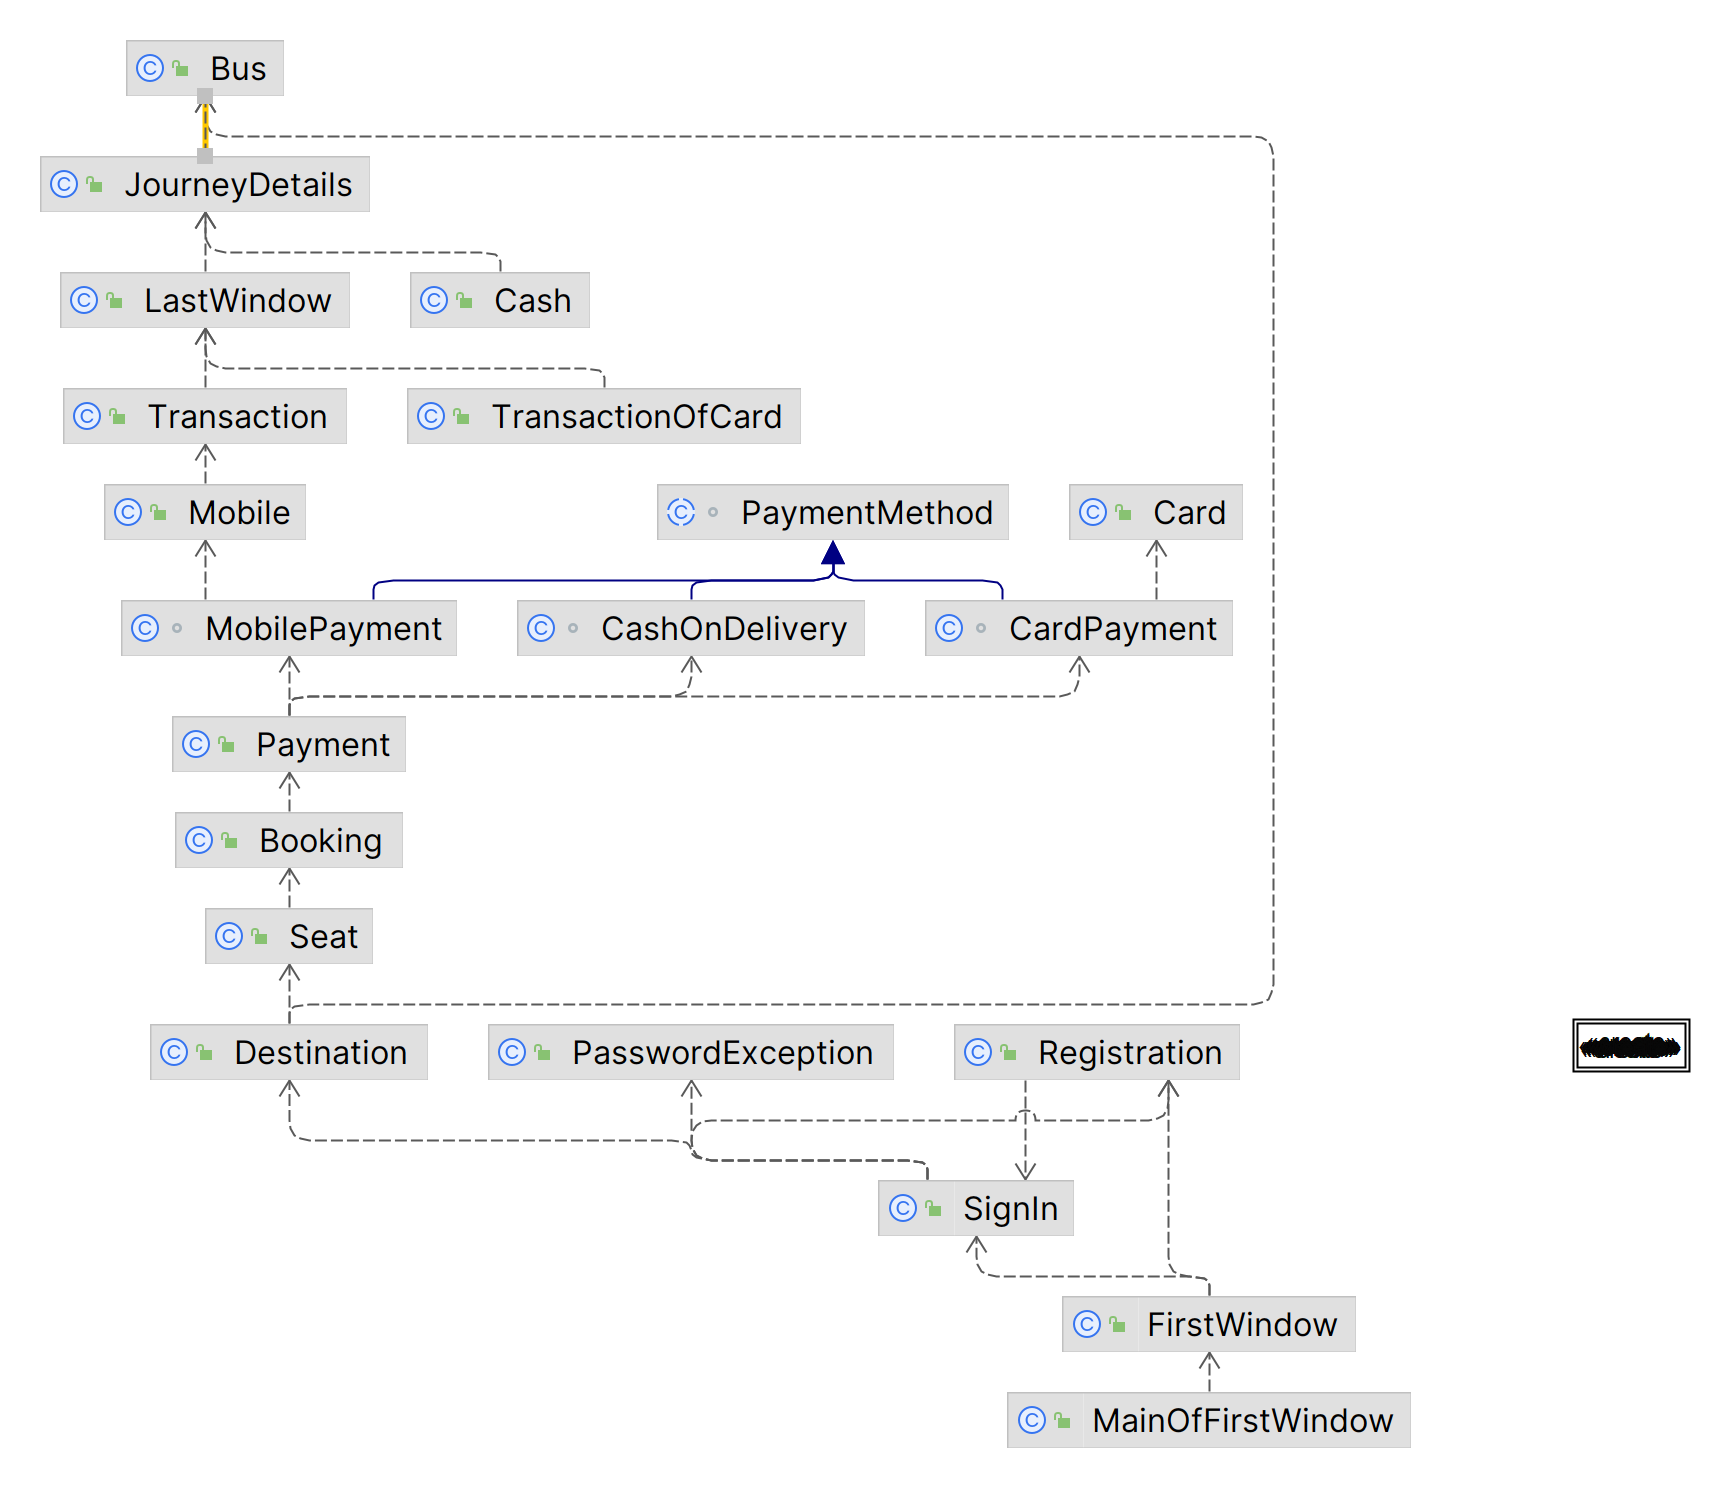 Bus
JourneyDetails
LastWindow
Cash
Transaction
TransactionOfCard
Mobile
PaymentMethod
Card
MobilePayment
CashOnDelivery
CardPayment
Payment
Booking
Seat
Destination
PasswordException
Registration
SignIn
FirstWindow
MainOfFirstWindow